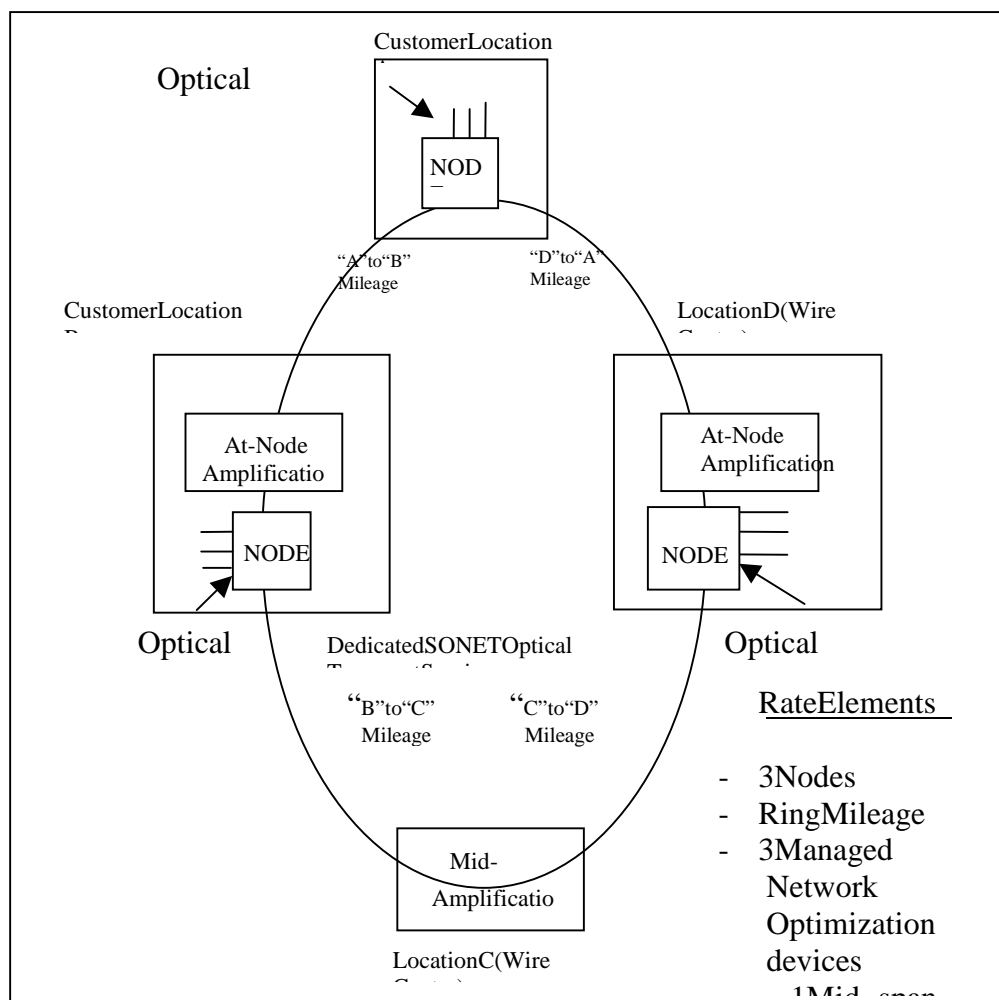 CustomerLocation
Optical
NOD
“A”to“B”
Mileage
“D”to“A”
Mileage
CustomerLocation
LocationD(Wire
At-Node
Amplificatio
At-Node
Amplification
NODE
NODE
Optical
DedicatedSONETOptical
Optical
“B”to“C”
Mileage
“C”to“D”
Mileage
RateElements
- 3Nodes
- RingMileage
- 3Managed
Network
Optimization
devices
Mid-
Amplificatio
LocationC(Wire